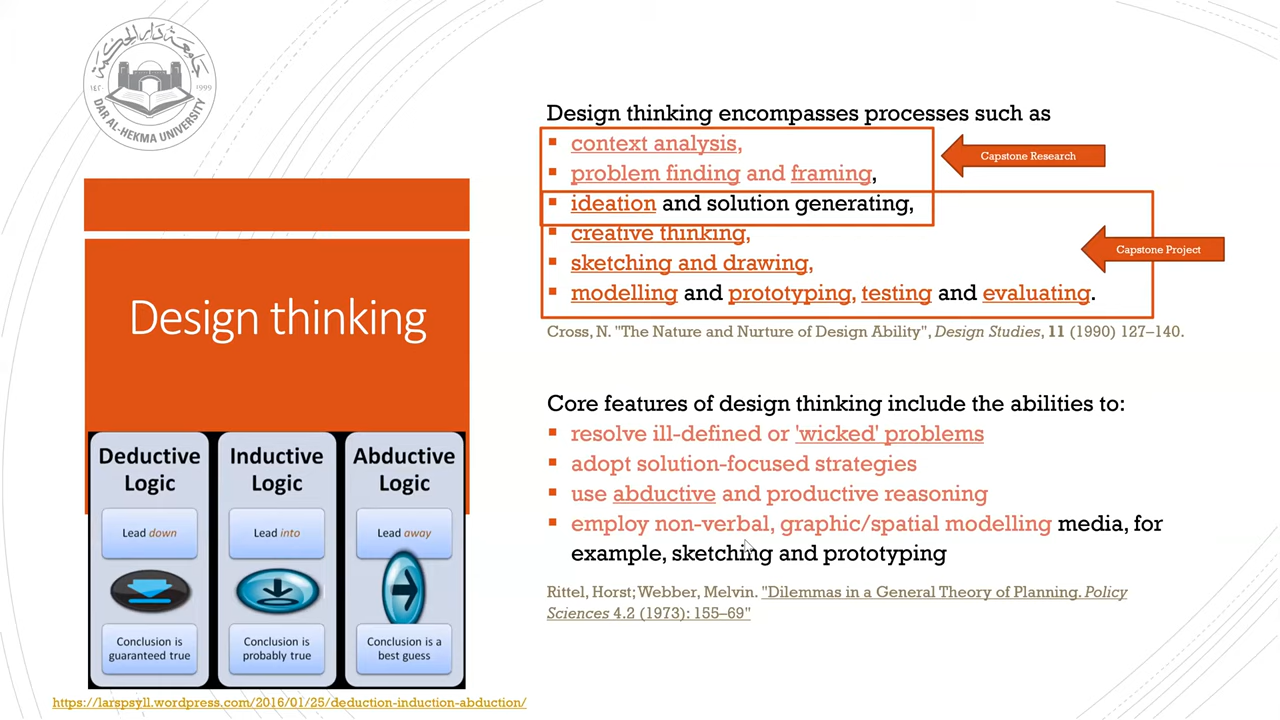 جامعة دار الحكمة
١٤٢٠
1999
DAR AL-HEKMA UNIVERSITY
Design thinking
Deductive Logic
Lead down
Conclusion is guaranteed true
Inductive Logic
Lead into
Conclusion is probably true
Abductive Logic
Lead away
Conclusion is a best guess
https://larspsyll.wordpress.com/2016/01/25/deduction-induction-abduction/
Design thinking encompasses processes such as
context analysis,
problem finding and framing,
ideation and solution generating,
creative thinking,
sketching and drawing,
modelling and prototyping, testing and evaluating.
Capstone Research
Capstone Project
Cross, N. "The Nature and Nurture of Design Ability", Design Studies, 11 (1990) 127–140.
Core features of design thinking include the abilities to:
resolve ill-defined or 'wicked' problems
adopt solution-focused strategies
use abductive and productive reasoning
employ non-verbal, graphic/spatial modelling media, for
example, sketching and prototyping
Rittel, Horst; Webber, Melvin. "Dilemmas in a General Theory of Planning. Policy
Sciences 4.2 (1973): 155–69"